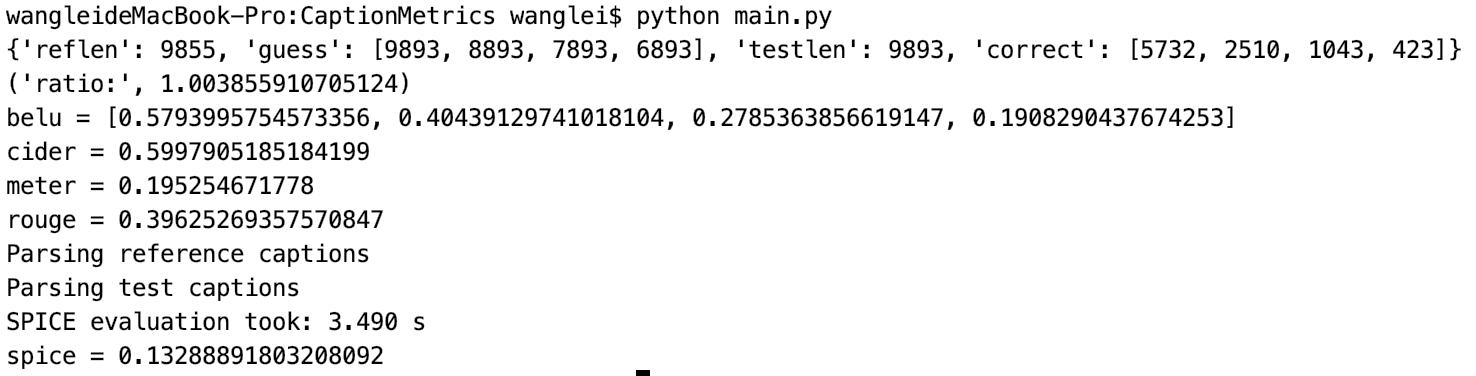 wangleideMacBook-Pro:CaptionMetrics wanglei$ python main.py
{'reflen': 9855, 'guess': [9893, 8893, 7893, 6893], 'testlen': 9893, 'correct': [5732, 2510, 1043, 423]}
('ratio:', 1.003855910705124)
belu = [0.5793995754573356, 0.40439129741018104, 0.2785363856619147, 0.1908290437674253]
cider = 0.5997905185184199
meter = 0.195254671778
rouge = 0.39625269357570847
Parsing reference captions
Parsing test captions
SPICE evaluation took: 3.490 s
spice = 0.13288891803208092